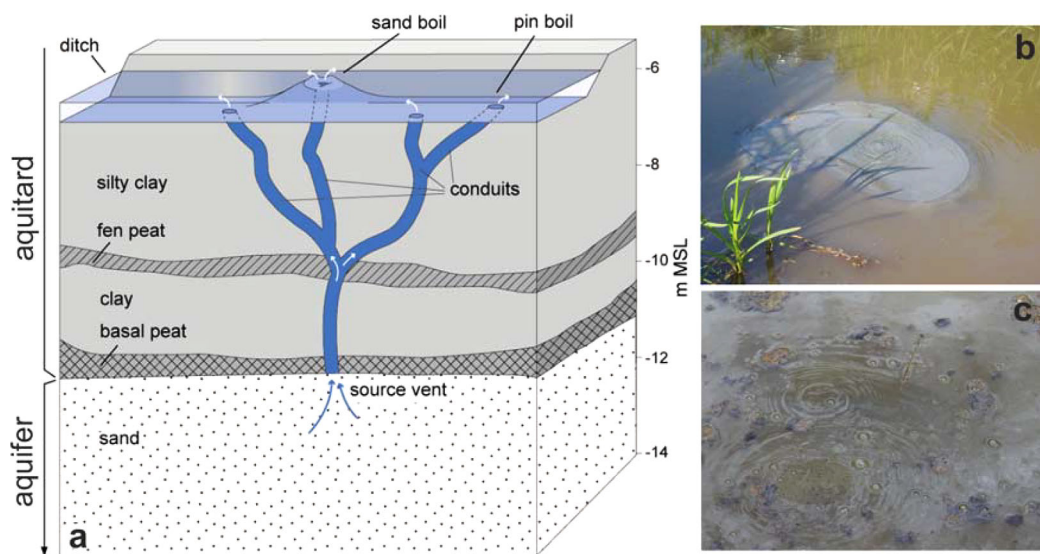 sand boil
pin boil
ditch
-6
silty clay
-8
conduits
fen peat
-10
m MSL
clay
basal peat
-12
source vent
sand
-14
aquitard
aquifer
a
b
c